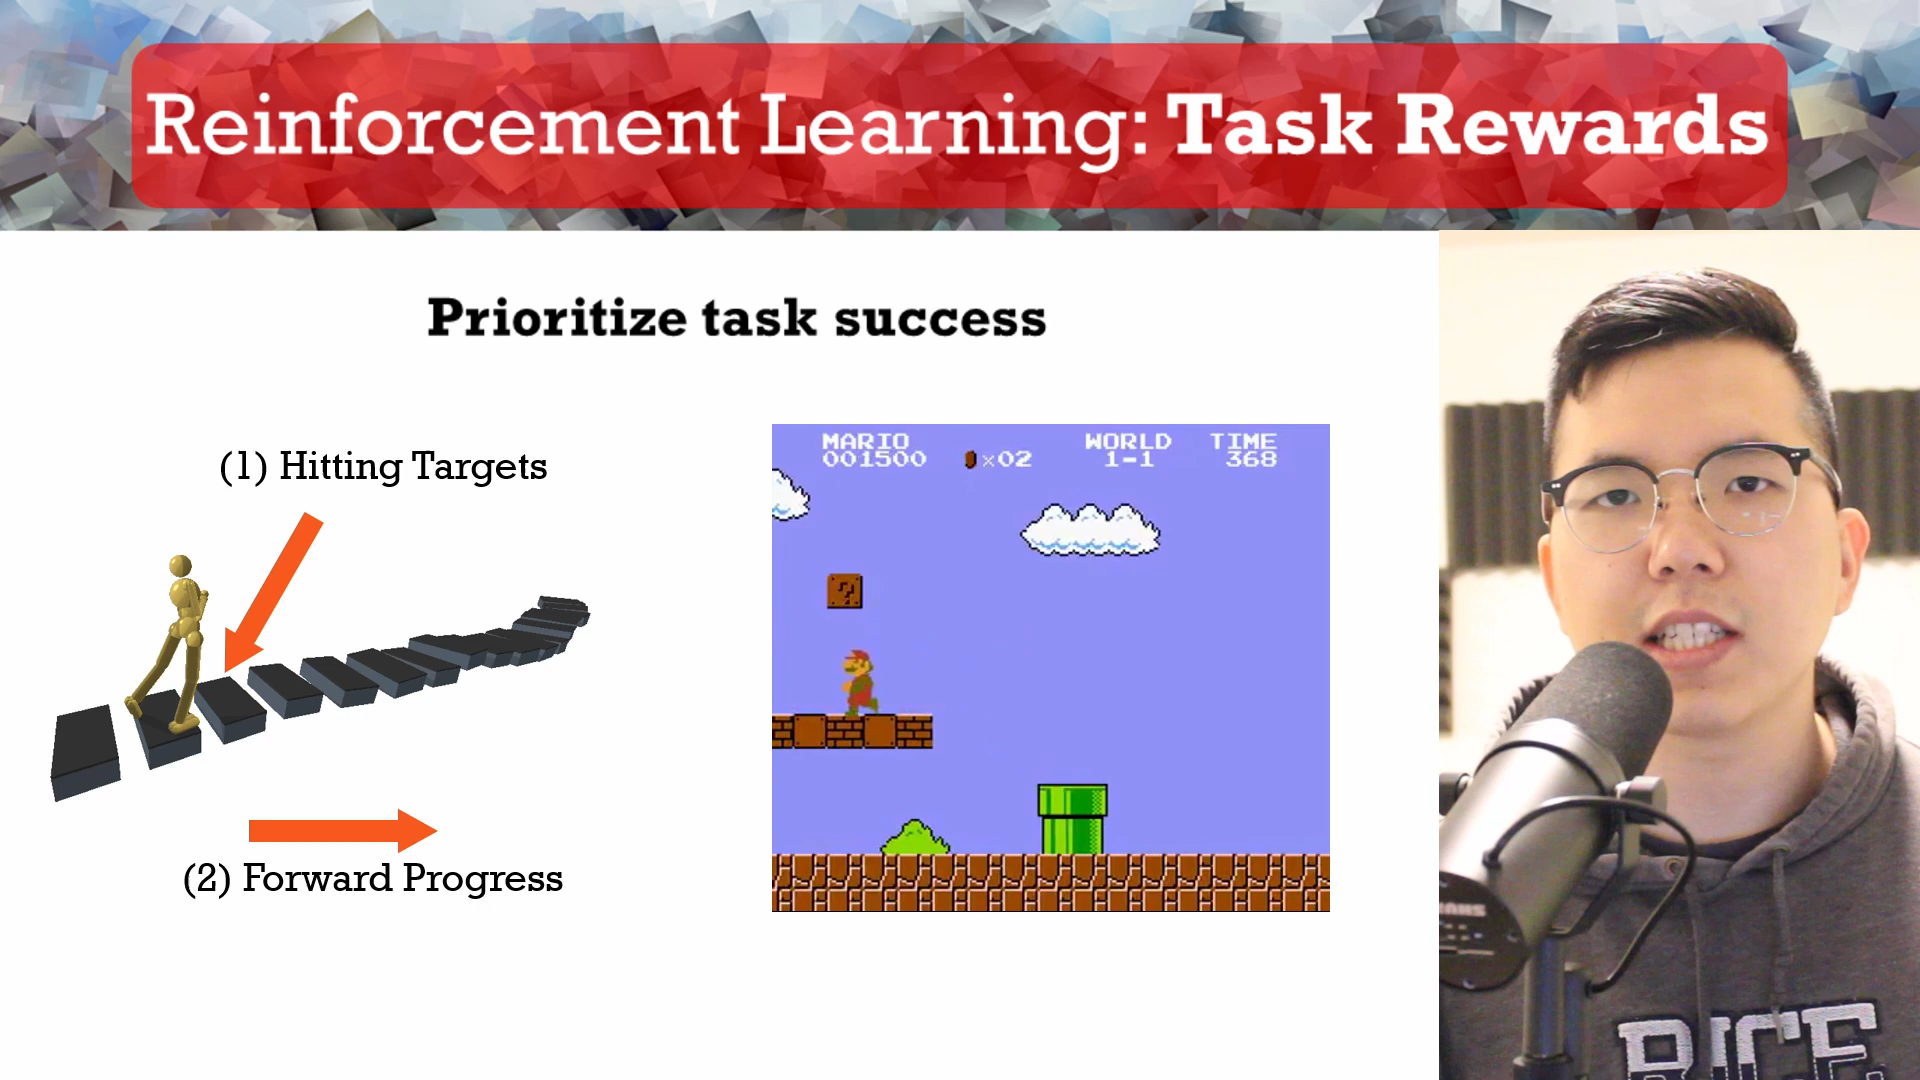 Reinforcement Learning: Task Rewards
Prioritize task success
(1) Hitting Targets
(2) Forward Progress
MARIO WORLD TIME
001500 ×02 1-1 368
?
RICE